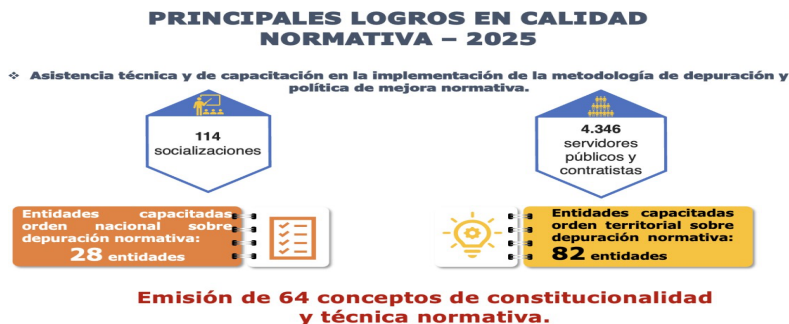 PRINCIPALES LOGROS EN CALIDAD
NORMATIVA – 2025
❖ Asistencia técnica y de capacitación en la implementación de la metodología de depuración y
política de mejora normativa.
114
socializaciones
4.346
servidores
públicos y
contratistas
Entidades capacitadas
orden nacional sobre
depuración normativa:
28 entidades
Entidades capacitadas
orden territorial sobre
depuración normativa:
82 entidades
Emisión de 64 conceptos de constitucionalidad
y técnica normativa.